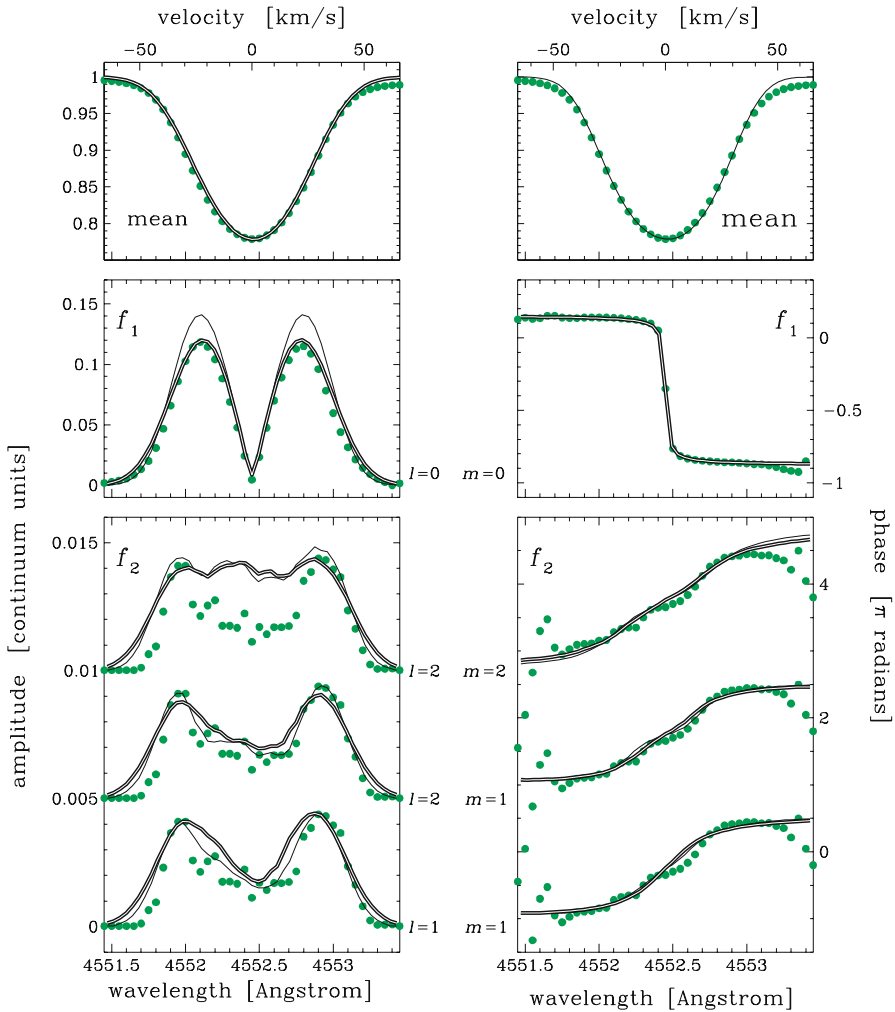 velocity [km/s]
velocity [km/s]
−50 0 50
−50 0 50
1
0.95
0.9
0.85
0.8
mean
mean
0.15
0.1
0.05
0
f1
f1
0
−0.5
−1
l=0
m=0
amplitude [continuum units]
phase [π radians]
0.015
0.01
0.005
0
f2
f2
4
2
0
l=2
m=2
l=2
m=1
l=1
m=1
4551.5 4552 4552.5 4553
4551.5 4552 4552.5 4553
wavelength [Angstrom]
wavelength [Angstrom]